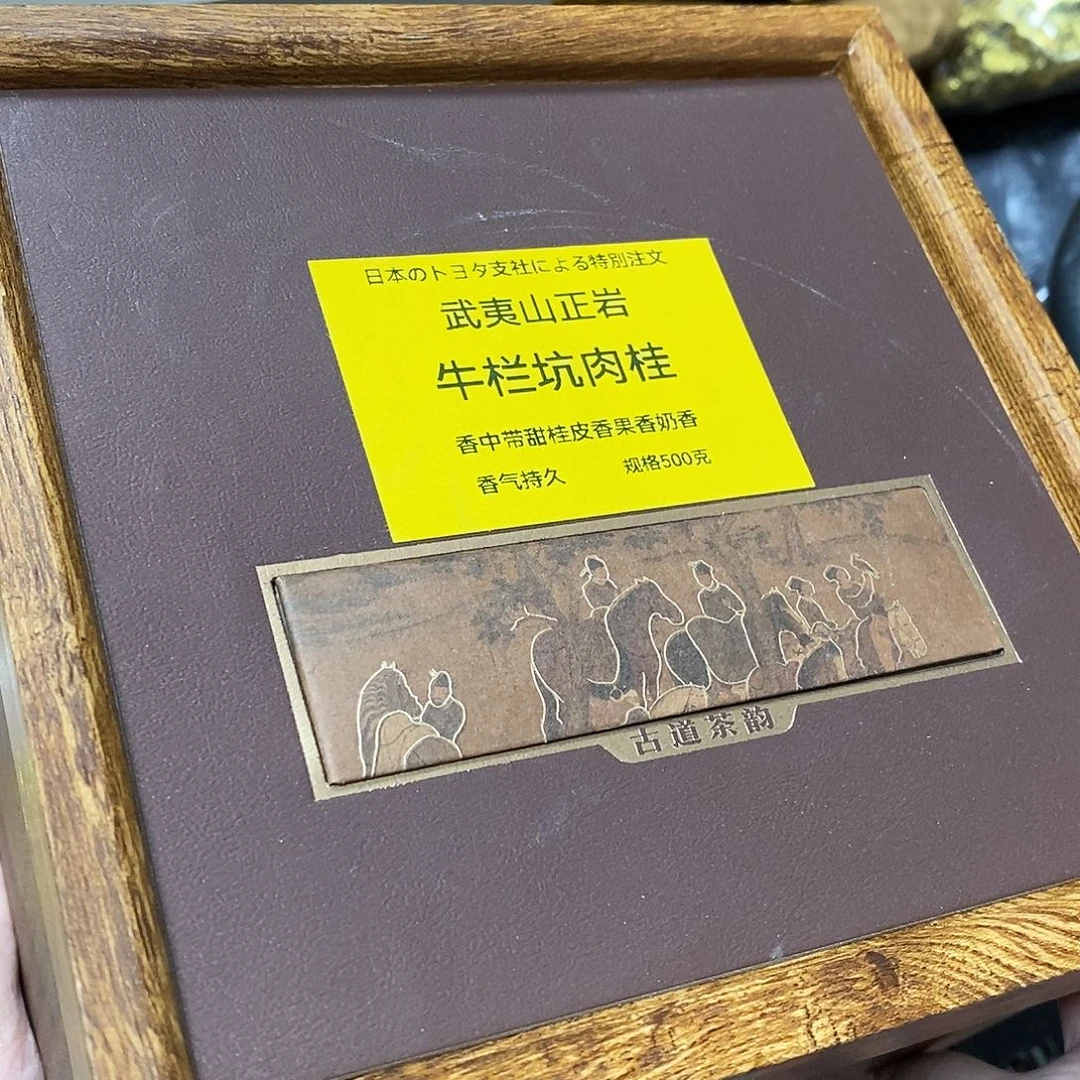 日本のトヨタ支社による特別注文
武夷山正岩
牛栏坑肉桂
香中带甜桂皮香果香奶香
香气持久 规格500克
古道茶韵